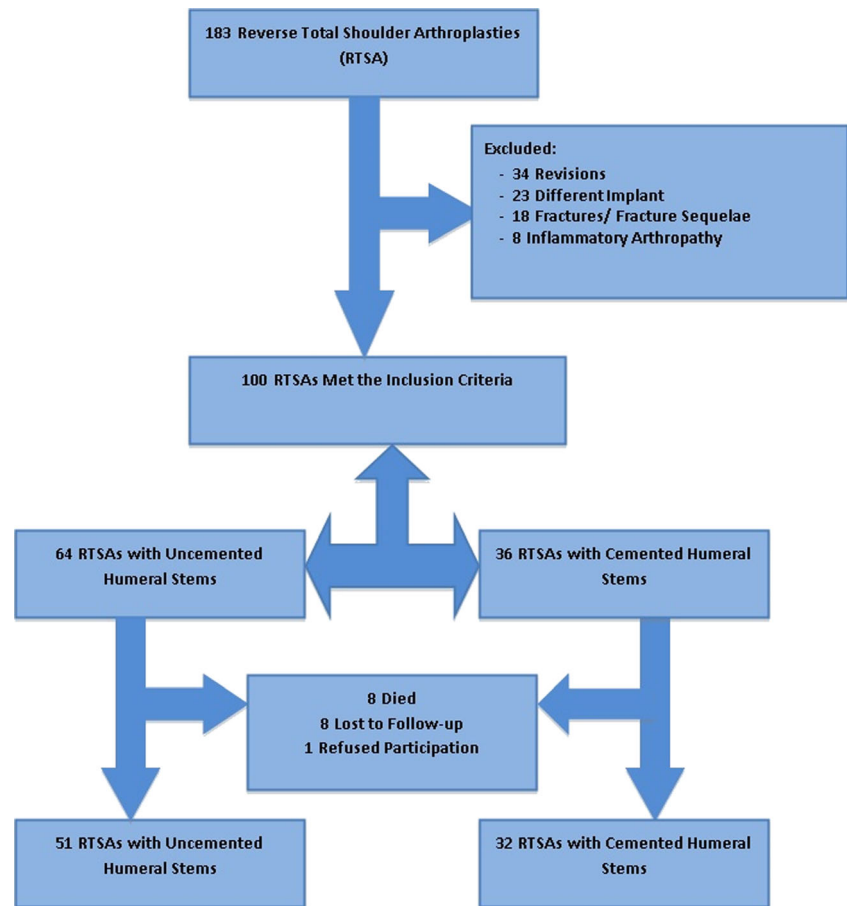 183 Reverse Total Shoulder Arthroplasties
(RTSA)
Excluded:
- 34 Revisions
- 23 Different Implant
- 18 Fractures/ Fracture Sequelae
- 8 Inflammatory Arthropathy
100 RTSAs Met the Inclusion Criteria
64 RTSAs with Uncemented
Humeral Stems
36 RTSAs with Cemented Humeral
Stems
8 Died
8 Lost to Follow-up
1 Refused Participation
51 RTSAs with Uncemented
Humeral Stems
32 RTSAs with Cemented Humeral
Stems